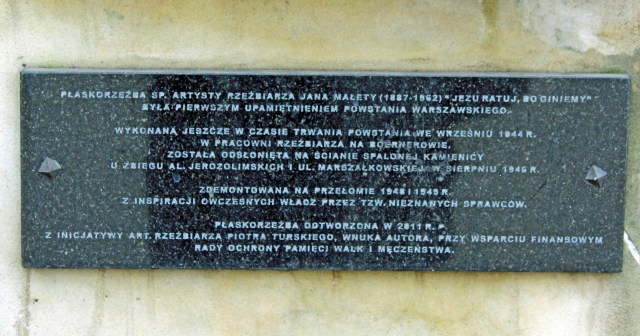 PŁASKORZEŹBA ŚP. ARTYSTY RZEŹBIARZA JANA MAŁETY (1887-1962) "JEZU RATUJ, BO GINIEMY"
BYŁA PIERWSZYM UPAMIĘTNIENIEM POWSTANIA WARSZAWSKIEGO.
WYKONANA JESZCZE W CZASIE TRWANIA POWSTANIA WE WRZEŚNIU 1944 R.
W PRACOWNI RZEŹBIARZA NA BOERNEROWIE,
ZOSTAŁA ODSŁONIĘTA NA ŚCIANIE SPALONEJ KAMIENICY
U ZBIEGU AL. JEROZOLIMSKICH I UL. MARSZAŁKOWSKIEJ W SIERPNIU 1945 R.
ZDEMONTOWANA NA PRZEŁOMIE 1948 I 1949 R.
Z INSPIRACJI ÓWCZESNYCH WŁADZ PRZEZ TZW. NIEZNANYCH SPRAWCÓW.
PŁASKORZEŹBA ODTWORZONA W 2011 R. P.
Z INICJATYWY ART. RZEŹBIARZA PIOTRA TURSKIEGO, WNUKA AUTORA, PRZY WSPARCIU FINANSOWYM
RADY OCHRONY PAMIĘCI WALK I MĘCZEŃSTWA.